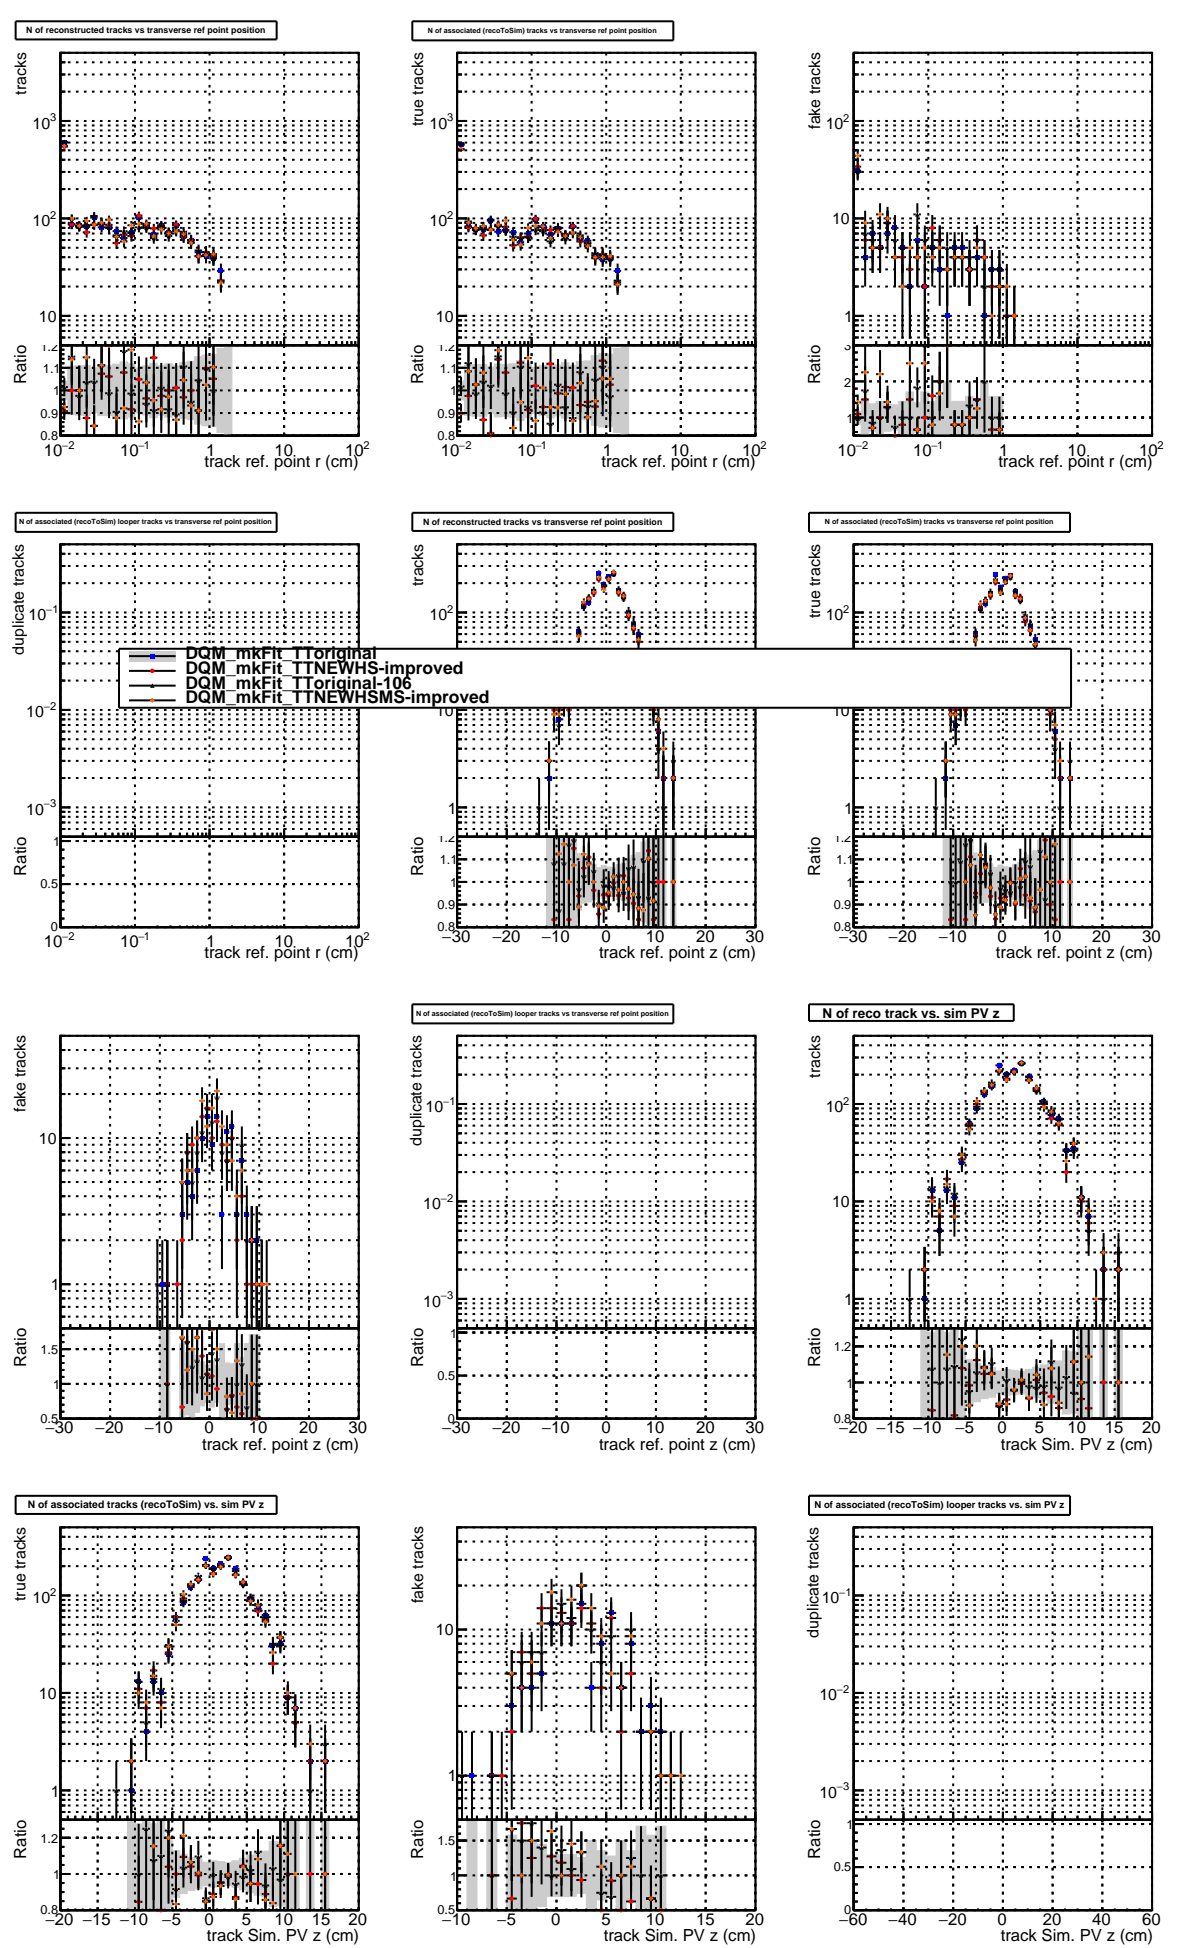 N of reconstructed tracks vs transverse ref point position
N of associated (recoToSim) tracks vs transverse ref point position
tracks
true tracks
fake tracks
10³
10²
10
10³
10²
10
10²
10
1
Ratio
1.2
1.1
1
0.9
0.8
Ratio
1.2
1.1
1
0.9
0.8
Ratio
3
2
1
10⁻² 10⁻¹ 1 10 10²
10⁻² 10⁻¹ 1 10 10²
10⁻² 10⁻¹ 1 10 10²
track ref. point r (cm)
track ref. point r (cm)
track ref. point r (cm)
N of associated (recoToSim) looper tracks vs transverse ref point position
N of reconstructed tracks vs transverse ref point position
N of associated (recoToSim) tracks vs transverse ref point position
duplicate tracks
tracks
true tracks
10⁻¹
10⁻²
10⁻³
10²
10
1
10²
10
1
DQM_mkFit_TToriginal
DQM_mkFit_TTNEWHS-improved
DQM_mkFit_TToriginal-106
DQM_mkFit_TTNEWHSMS-improved
Ratio
1
0.5
0
Ratio
1.2
1.1
1
0.9
0.8
Ratio
1.2
1.1
1
0.9
0.8
10⁻² 10⁻¹ 1 10 10²
−30 −20 −10 0 10 20 30
−30 −20 −10 0 10 20 30
track ref. point r (cm)
track ref. point z (cm)
track ref. point z (cm)
N of associated (recoToSim) looper tracks vs transverse ref point position
N of reco track vs. sim PV z
fake tracks
duplicate tracks
tracks
10
1
10⁻¹
10⁻²
10⁻³
10²
10
1
Ratio
1.5
1
0.5
Ratio
1
0.5
0
Ratio
1.2
1
0.8
−30 −20 −10 0 10 20 30
−30 −20 −10 0 10 20 30
−20 −15 −10 −5 0 5 10 15 20
track ref. point z (cm)
track ref. point z (cm)
track Sim. PV z (cm)
N of associated tracks (recoToSim) vs. sim PV z
N of associated (recoToSim) looper tracks vs. sim PV z
true tracks
fake tracks
duplicate tracks
10²
10
1
10
1
10⁻¹
10⁻²
10⁻³
Ratio
1.2
1
0.8
Ratio
1.5
1
0.5
Ratio
1
0.5
0
−20 −15 −10 −5 0 5 10 15 20
−10 −5 0 5 10 15 20
−60 −40 −20 0 20 40 60
track Sim. PV z (cm)
track Sim. PV z (cm)
track Sim. PV z (cm)